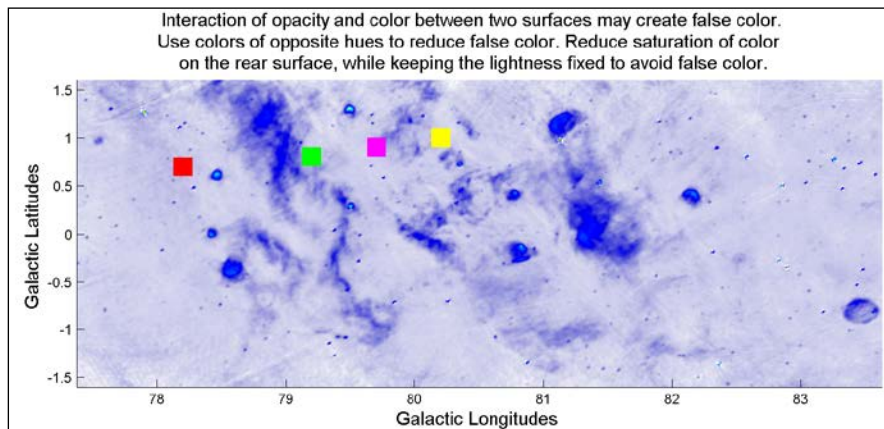 Interaction of opacity and color between two surfaces may create false color.
Use colors of opposite hues to reduce false color. Reduce saturation of color
on the rear surface, while keeping the lightness fixed to avoid false color.
1.5
1
0.5
0
-0.5
-1
-1.5
Galactic Latitudes
78
79
80
81
82
83
Galactic Longitudes